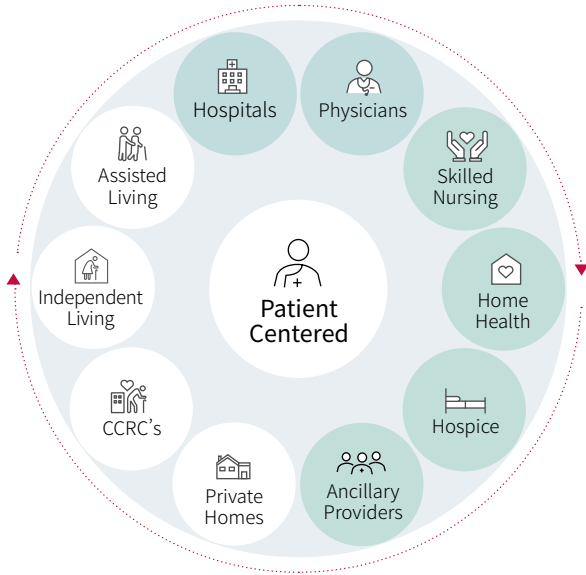 Hospitals
Physicians
Skilled
Nursing
Home
Health
Hospice
Ancillary
Providers
Private
Homes
CCRC's
Independent
Living
Assisted
Living
Patient
Centered